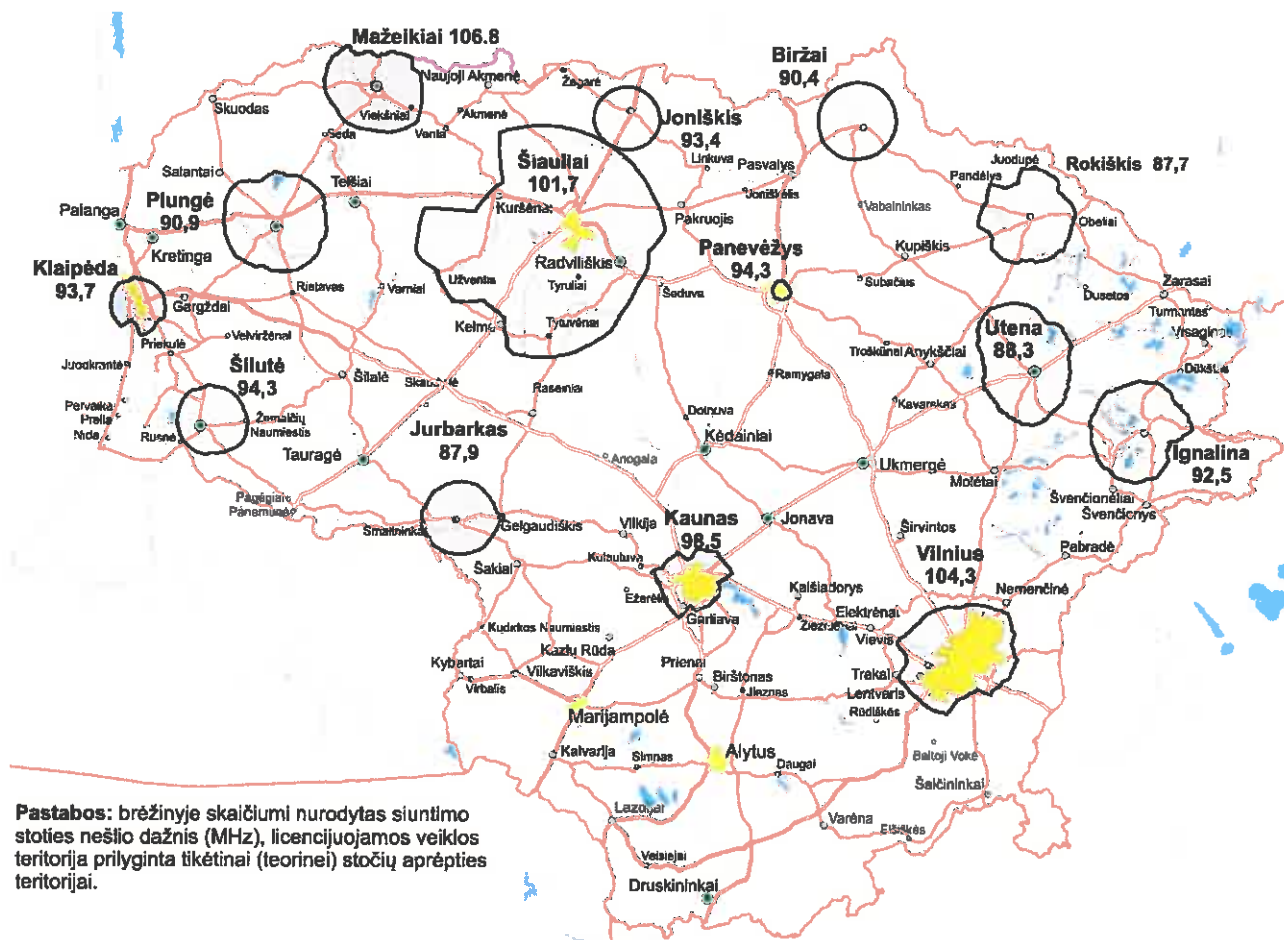 Mažeikiai 106.8
Naujoji Akmenė
Žagarė
Biržai
90,4
Skuodas
Viekšniai
Akmenė
Venta
Joniškis
93,4
Seda
Šiauliai
101,7
Linkuva
Pasvalys
Juodupė
Rokiškis 87,7
Salantai
Telšiai
Pandėlys
Joniškėlis
Plungė
90,9
Kuršėnai
Vabalninkas
Palanga
Pakruojis
Obeliai
Kretinga
Panevėžys
94,3
Kupiškis
Klaipėda
93,7
Radviliškis
Užventis
Tyruliai
Subačius
Zarasai
Rietavas
Varniai
Šeduva
Dusetos
Gargždai
Turmantas
Kelmė
Tytuvėnai
Utena
88,3
Visaginas
Velviržėnai
Priekulė
Troškūnai
Anykščiai
Juodkrantė
Šilutė
94,3
Šilalė
Ramygala
Dūkštas
Raseiniai
Kavarskas
Pervalka
Preila
Nida
Rusnė
Žemaičių
Naumiestis
Dotnuva
Jurbarkas
87,9
Kėdainiai
Ignalina
92,5
Tauragė
Anogala
Ukmergė
Molėtai
Pagėgiai
Panemunė
Švenčionėliai
Švenčionys
Gelgaudiškis
Vilkija
Kaunas
98,5
Jonava
Širvintos
Vilnius
104,3
Pabradė
Kulautuva
Šakiai
Ežerėlis
Kaišiadorys
Nemenčinė
Garliava
Elektrėnai
Vievis
Kudirkos Naumiestis
Kazlų Rūda
Kybartai
Virbalis
Vilkaviškis
Prienai
Birštonas
Jieznas
Trakai
Lentvaris
Rūdiškės
Marijampolė
Kalvarija
Simnas
Alytus
Daugai
Baltoji Vokė
Šalčininkai
Pastabos: brėžinyje skaičiumi nurodytas siuntimo
stoties nešlio dažnis (MHz), licencijuojamos veiklos
teritorija prilyginta tikėtinai (teorinei) stočių aprėpties
teritorijai.
Varėna
Eišiškės
Veisiejai
Druskininkai